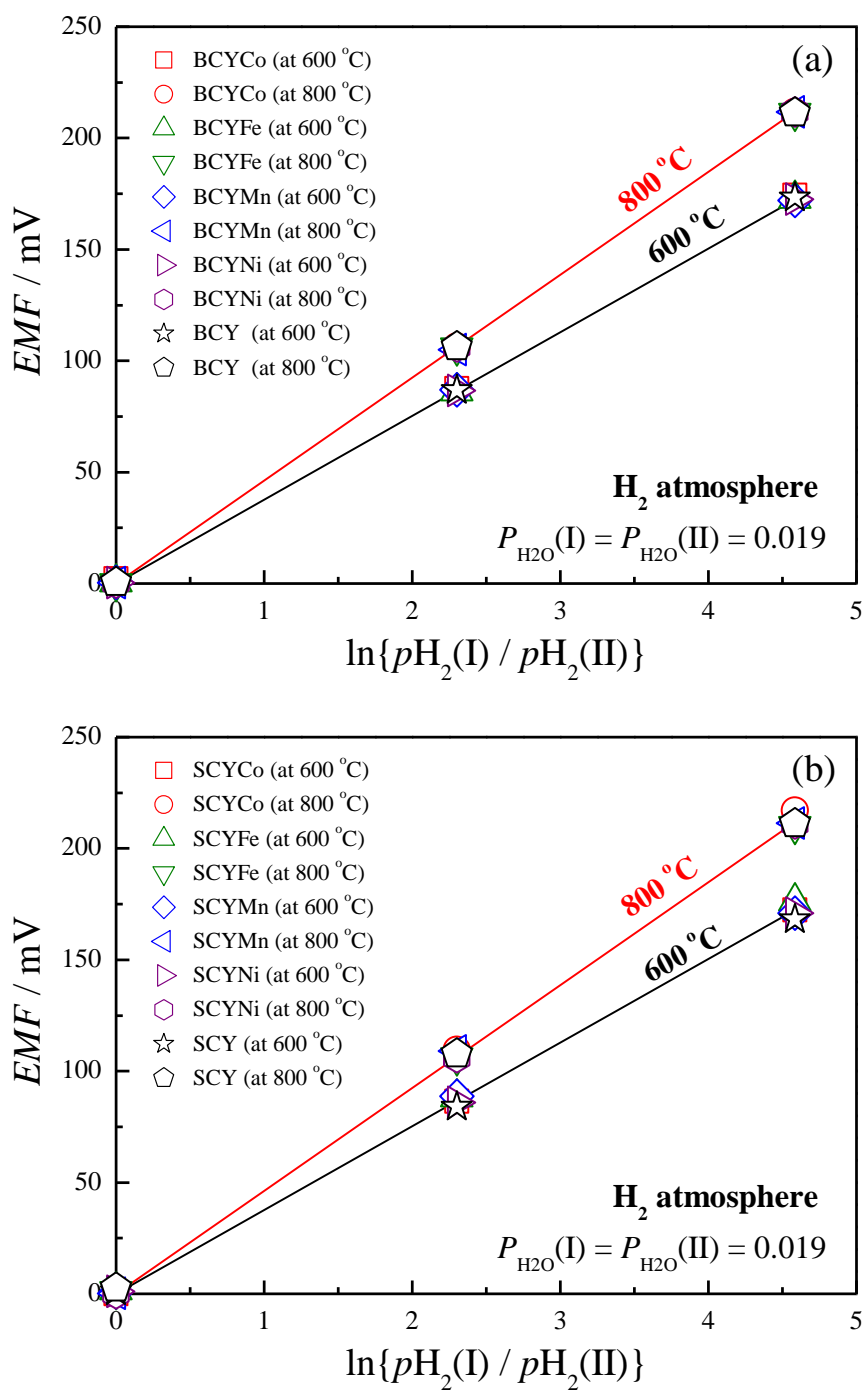 250
200
150
100
50
0
EMF / mV
BCYCo (at 600 °C)
BCYCo (at 800 °C)
BCYFe (at 600 °C)
BCYFe (at 800 °C)
BCYMn (at 600 °C)
BCYMn (at 800 °C)
BCYNi (at 600 °C)
BCYNi (at 800 °C)
BCY (at 600 °C)
BCY (at 800 °C)
(a)
800 °C
600 °C
H₂ atmosphere
P_H2O(I) = P_H2O(II) = 0.019
0 1 2 3 4 5
ln{pH₂(I) / pH₂(II)}
250
200
150
100
50
0
EMF / mV
SCYCo (at 600 °C)
SCYCo (at 800 °C)
SCYFe (at 600 °C)
SCYFe (at 800 °C)
SCYMn (at 600 °C)
SCYMn (at 800 °C)
SCYNi (at 600 °C)
SCYNi (at 800 °C)
SCY (at 600 °C)
SCY (at 800 °C)
(b)
800 °C
600 °C
H₂ atmosphere
P_H2O(I) = P_H2O(II) = 0.019
0 1 2 3 4 5
ln{pH₂(I) / pH₂(II)}